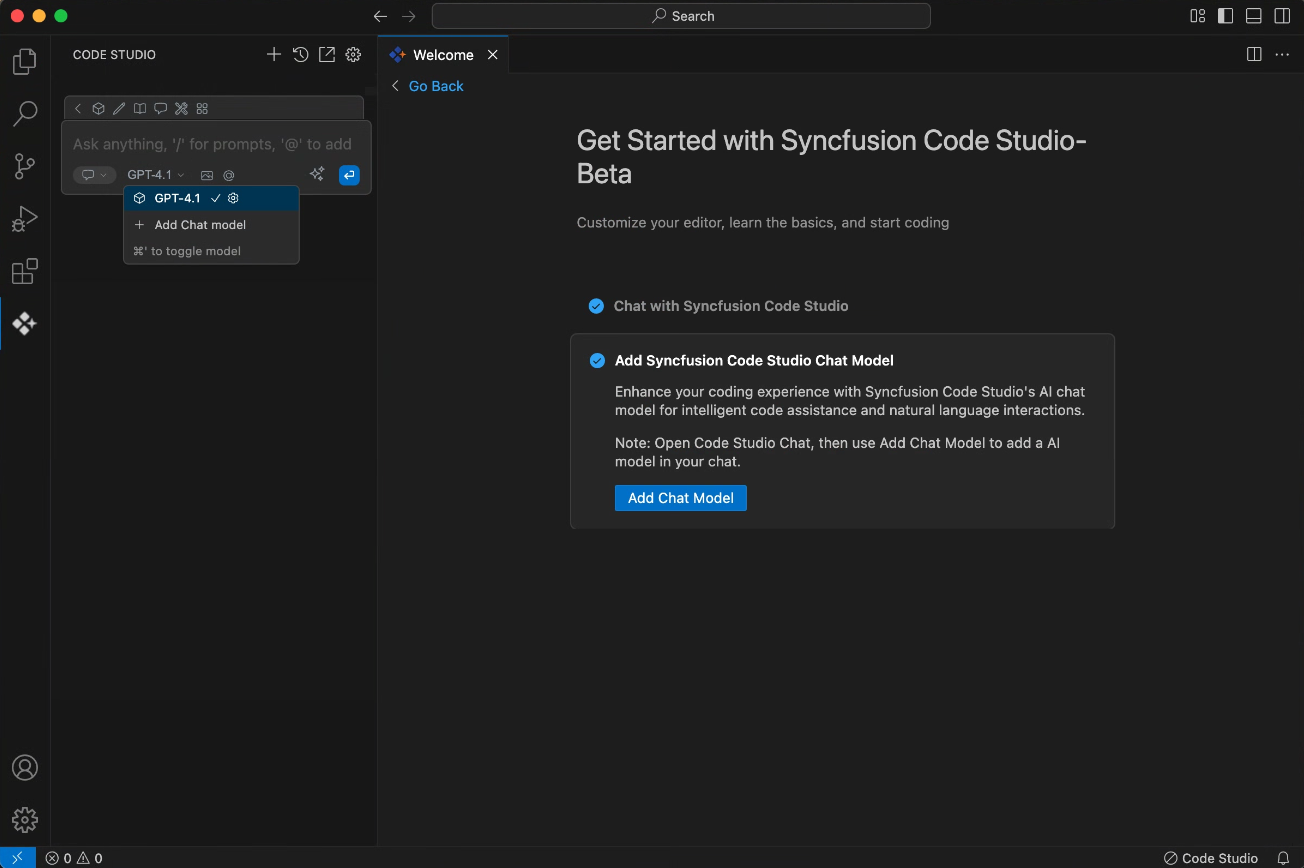 Search
CODE STUDIO
Welcome
Go Back
Ask anything, '/' for prompts, '@' to add
GPT-4.1
GPT-4.1
Add Chat model
⌘' to toggle model
Get Started with Syncfusion Code Studio-
Beta
Customize your editor, learn the basics, and start coding
Chat with Syncfusion Code Studio
Add Syncfusion Code Studio Chat Model
Enhance your coding experience with Syncfusion Code Studio's AI chat
model for intelligent code assistance and natural language interactions.
Note: Open Code Studio Chat, then use Add Chat Model to add a AI
model in your chat.
Add Chat Model
0 0
Code Studio